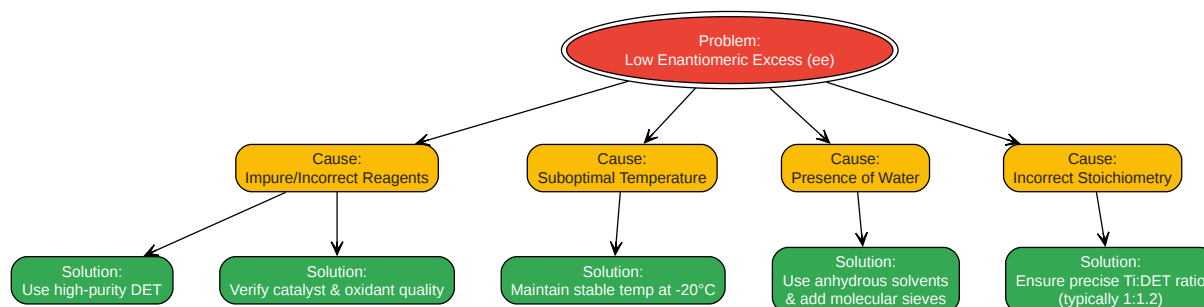 Problem:
Low Enantiomeric Excess (ee)
Cause:
Impure/Incorrect Reagents
Cause:
Suboptimal Temperature
Cause:
Presence of Water
Cause:
Incorrect Stoichiometry
Solution:
Use high-purity DET
Solution:
Verify catalyst & oxidant quality
Solution:
Maintain stable temp at -20°C
Solution:
Use anhydrous solvents
& add molecular sieves
Solution:
Ensure precise Ti:DET ratio
(typically 1:1.2)